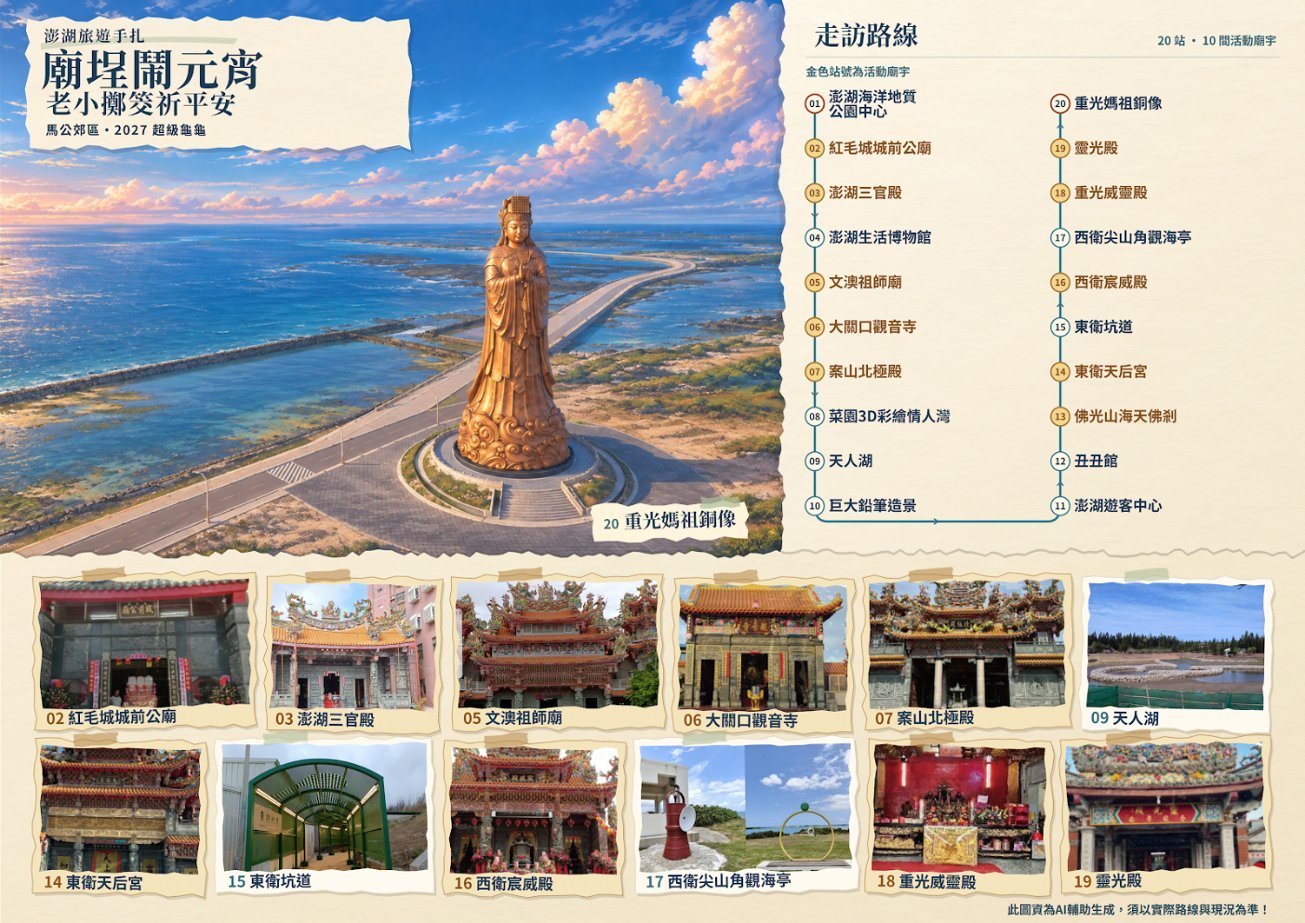 澎湖旅遊手扎
廟埕鬧元宵
老小擲筊祈平安
馬公郊區・2027 超級龜龜
20 重光媽祖銅像
走訪路線
20 站・10 間活動廟宇
金色站號為活動廟宇
01 澎湖海洋地質
公園中心
02 紅毛城城前公廟
03 澎湖三官殿
04 澎湖生活博物館
05 文澳祖師廟
06 大關口觀音寺
07 案山北極殿
08 菜園3D彩繪情人灣
09 天人湖
10 巨大鉛筆造景
20 重光媽祖銅像
19 靈光殿
18 重光威靈殿
17 西衛尖山角觀海亭
16 西衛宸威殿
15 東衛坑道
14 東衛天后宮
13 佛光山海天佛剎
12 丑丑館
11 澎湖遊客中心
02 紅毛城城前公廟
03 澎湖三官殿
05 文澳祖師廟
06 大關口觀音寺
07 案山北極殿
09 天人湖
14 東衛天后宮
15 東衛坑道
16 西衛宸威殿
17 西衛尖山角觀海亭
18 重光威靈殿
19 靈光殿
此圖資為AI輔助生成，須以實際路線與現況為準！